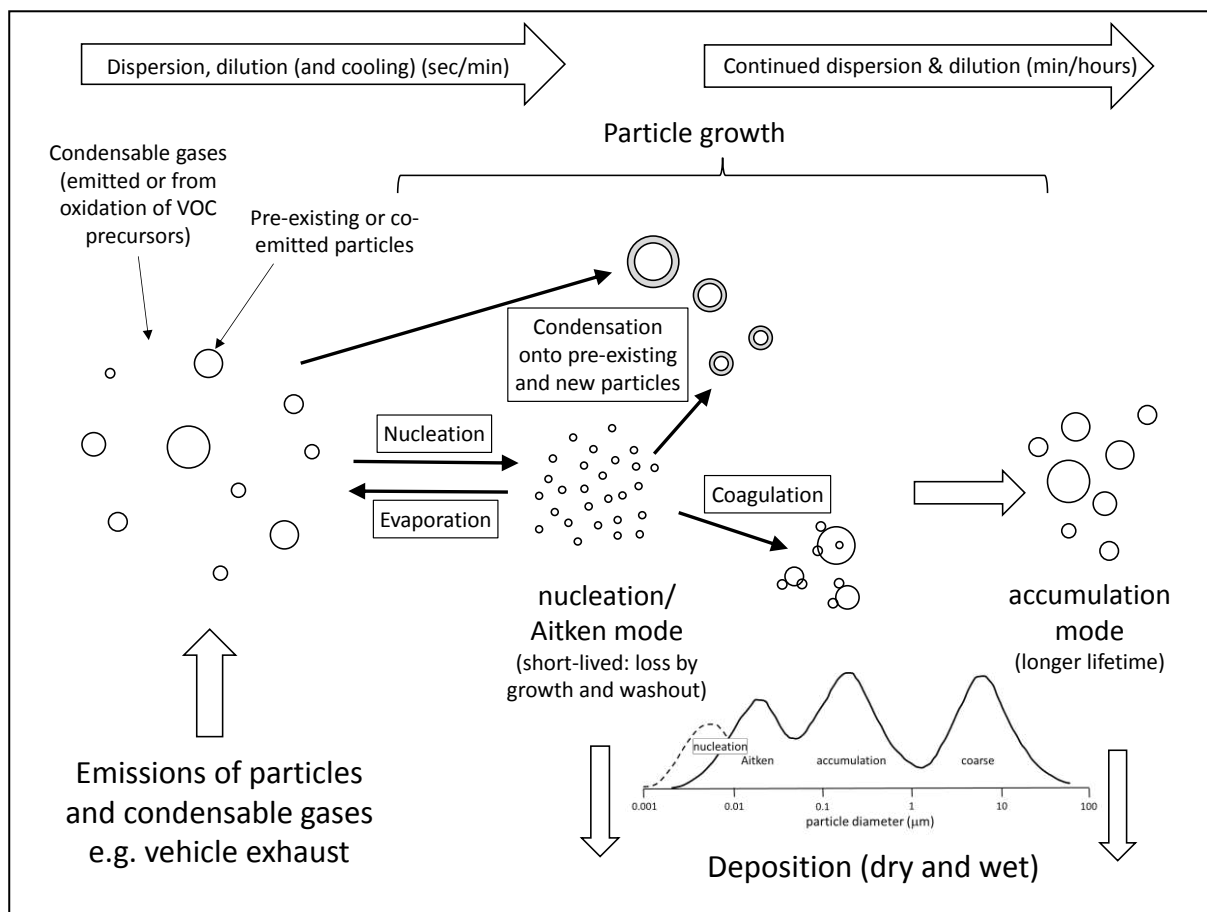 Dispersion, dilution (and cooling) (sec/min)
Continued dispersion & dilution (min/hours)
Particle growth
Condensable gases
(emitted or from
oxidation of VOC
precursors)
Pre-existing or co-
emitted particles
Condensation
onto pre-existing
and new particles
Nucleation
Evaporation
Coagulation
nucleation/
Aitken mode
(short-lived: loss by
growth and washout)
accumulation
mode
(longer lifetime)
nucleation
Aitken
accumulation
coarse
0.001
0.01
0.1
1
10
100
particle diameter (μm)
Emissions of particles
and condensable gases
e.g. vehicle exhaust
Deposition (dry and wet)